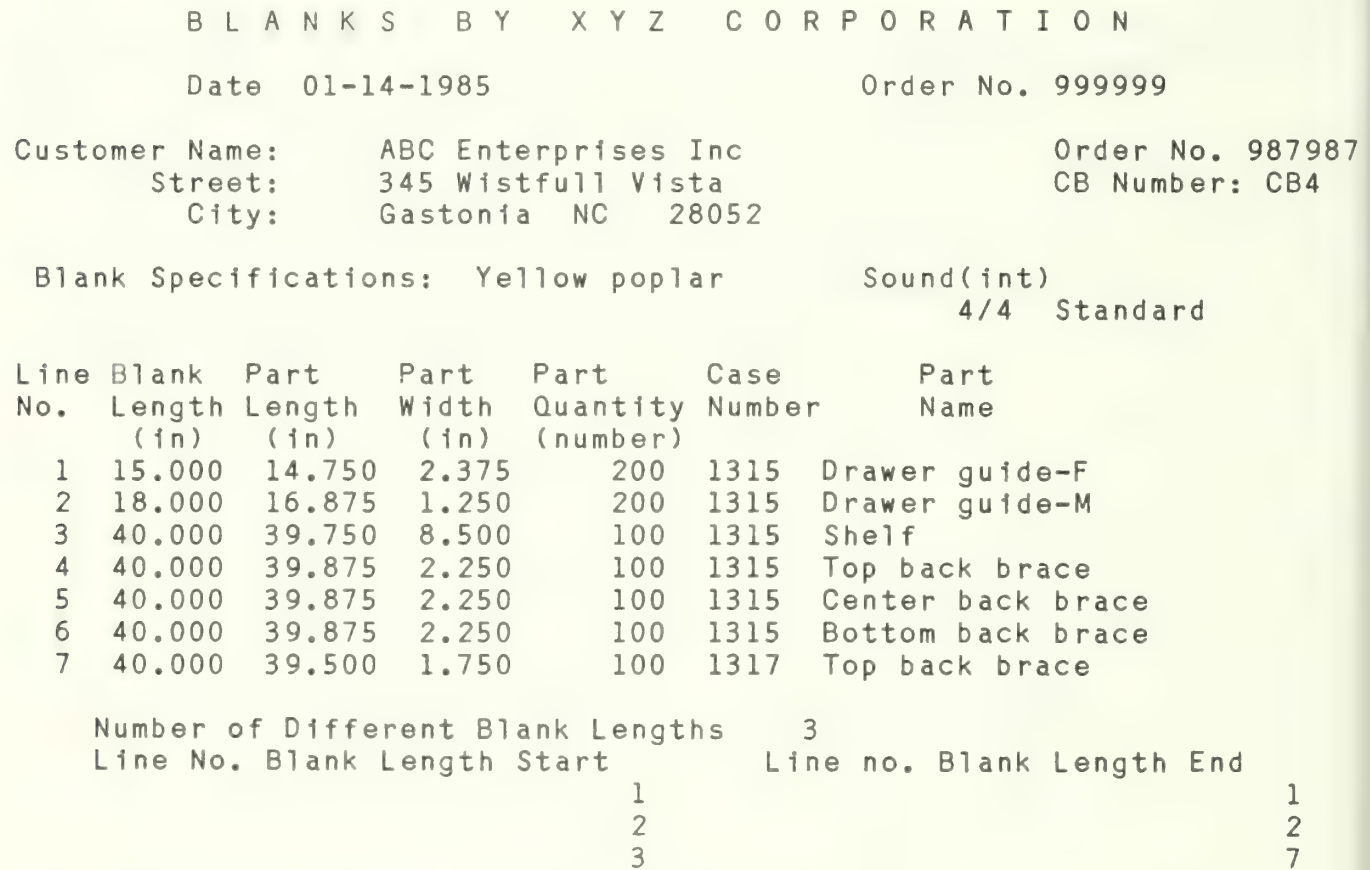 B L A N K S  B Y  X Y Z  C O R P O R A T I O N
Date 01-14-1985 Order No. 999999
Customer Name: ABC Enterprises Inc Order No. 987987
Street: 345 Wistfull Vista CB Number: CB4
City: Gastonia NC 28052
Blank Specifications: Yellow poplar Sound(int)
4/4 Standard
Line Blank Part Part Part Case Part
No. Length Length Width Quantity Number Name
(in) (in) (in) (number)
1 15.000 14.750 2.375 200 1315 Drawer guide-F
2 18.000 16.875 1.250 200 1315 Drawer guide-M
3 40.000 39.750 8.500 100 1315 Shelf
4 40.000 39.875 2.250 100 1315 Top back brace
5 40.000 39.875 2.250 100 1315 Center back brace
6 40.000 39.875 2.250 100 1315 Bottom back brace
7 40.000 39.500 1.750 100 1317 Top back brace
Number of Different Blank Lengths 3
Line No. Blank Length Start Line no. Blank Length End
1 1
2 2
3 7